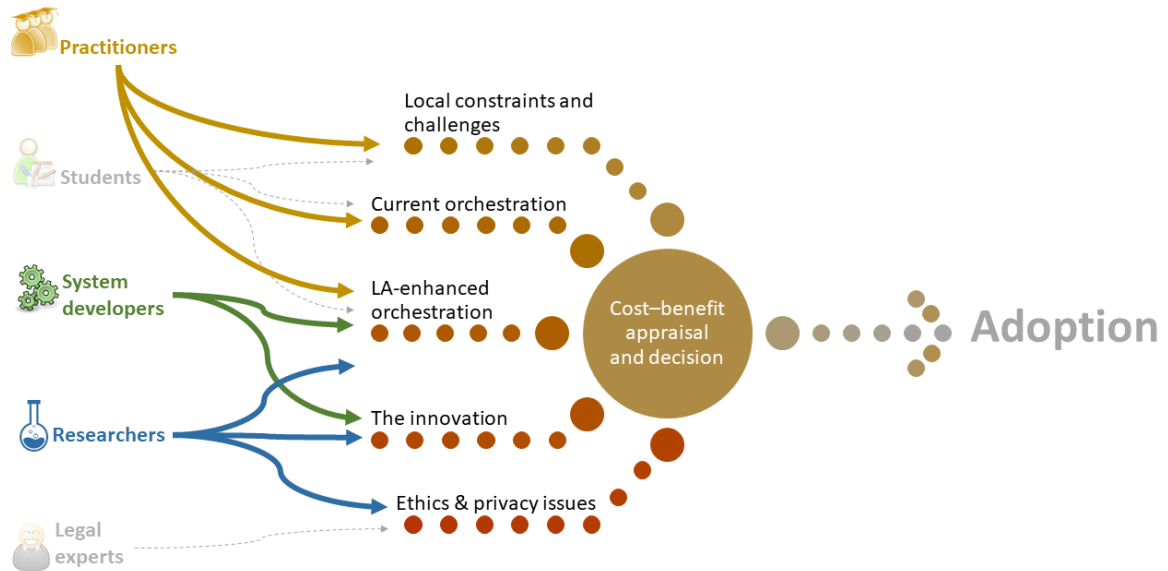 Practitioners
Local constraints and
challenges
Students
Current orchestration
System
developers
LA-enhanced
orchestration
Cost–benefit
appraisal
and decision
Adoption
The innovation
Researchers
Ethics & privacy issues
Legal
experts